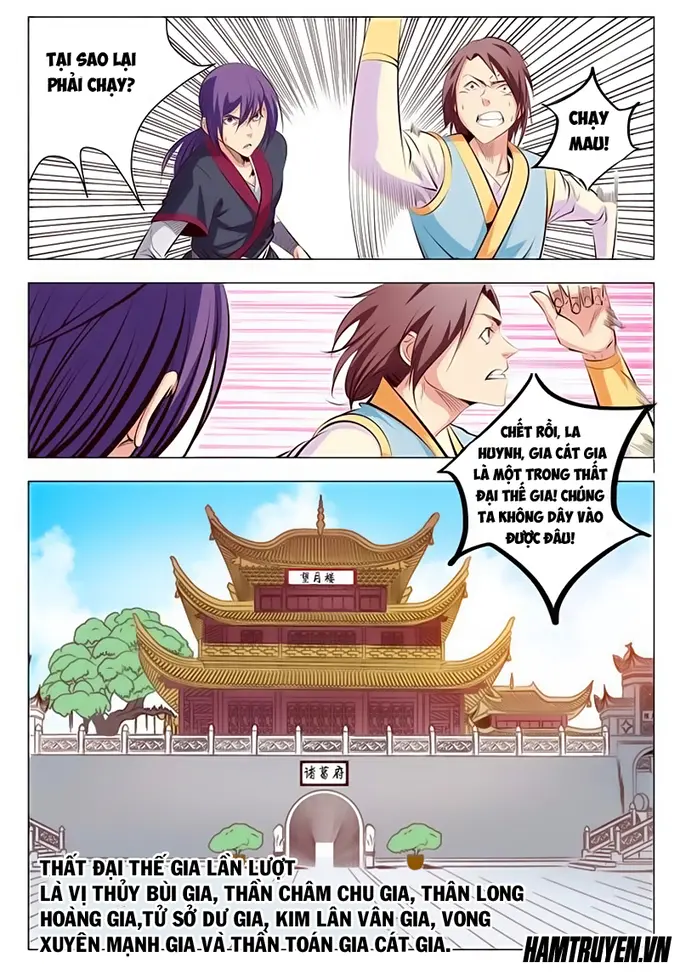 TẠI SAO LẠI
PHẢI CHẠY?
CHẠY
MAU!
CHẾT RỒI, LA
HUYNH, GIA CÁT GIA
LÀ MỘT TRONG THẤT
ĐẠI THẾ GIA! CHÚNG
TA KHÔNG DÂY VÀO
ĐƯỢC ĐÂU!
望月楼
诸葛府
THẤT ĐẠI THẾ GIA LẦN LƯỢT
LÀ VỊ THỦY BÙI GIA, THẦN CHÂM CHU GIA, THÂN LONG
HOÀNG GIA,TỬ SỞ DƯ GIA, KIM LÂN VÂN GIA, VONG
XUYÊN MẠNH GIA VÀ THẦN TOÁN GIA CÁT GIA.
HAMTRUYEN.VN